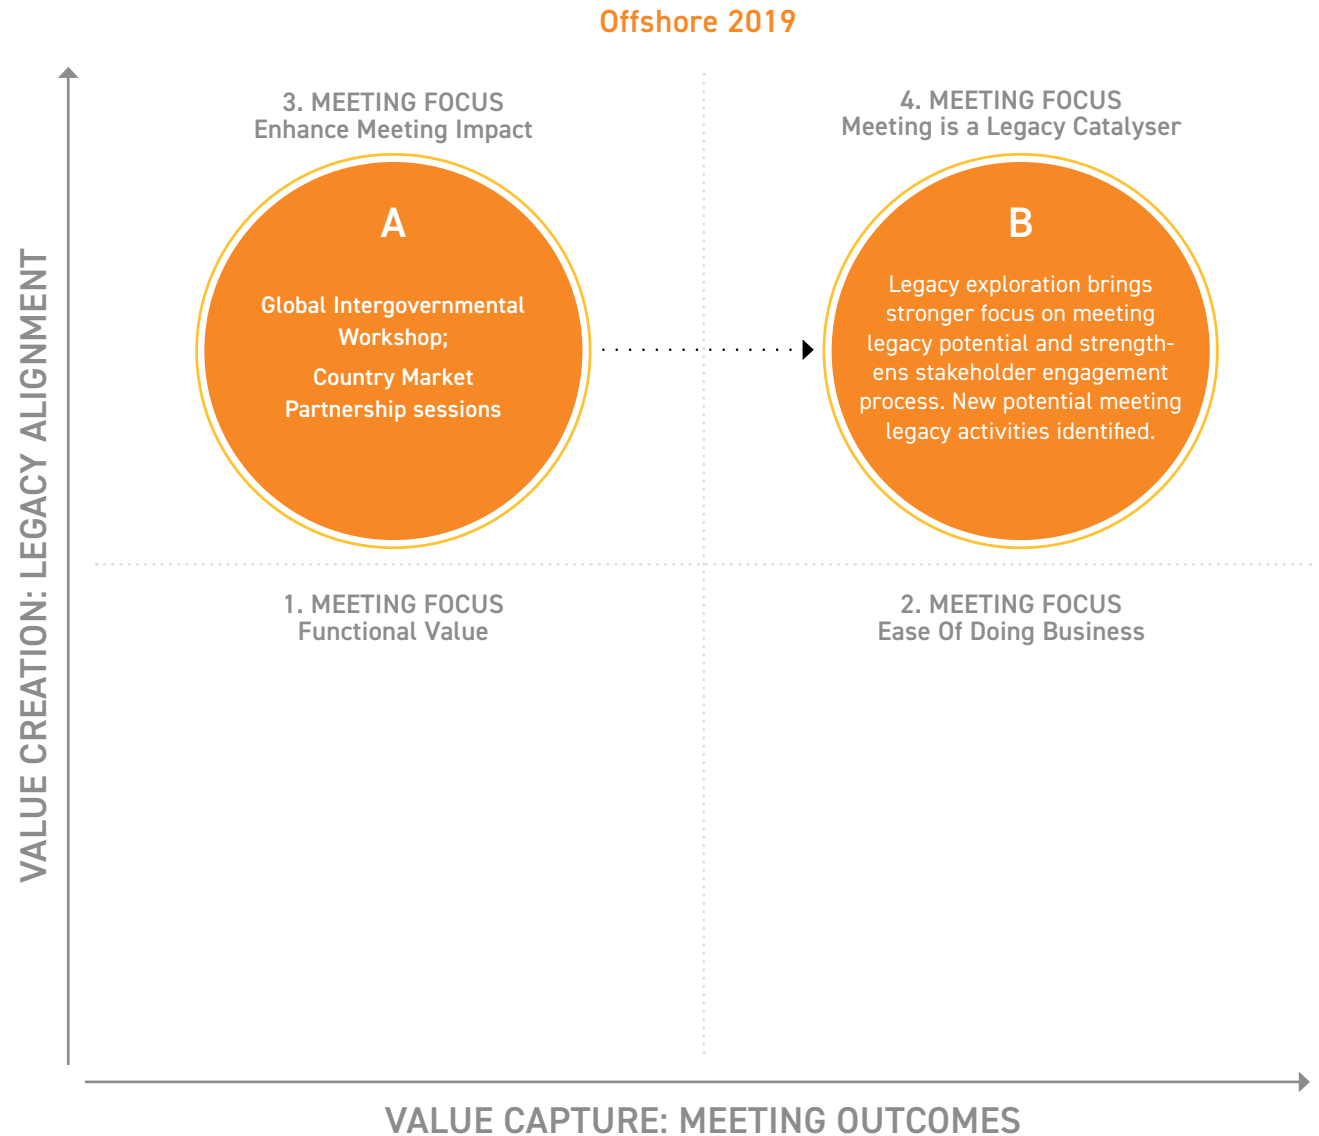 Offshore 2019
3. MEETING FOCUS
Enhance Meeting Impact
4. MEETING FOCUS
Meeting is a Legacy Catalyser
A
Global Intergovernmental
Workshop;
Country Market
Partnership sessions
B
Legacy exploration brings
stronger focus on meeting
legacy potential and strength-
ens stakeholder engagement
process. New potential meeting
legacy activities identified.
1. MEETING FOCUS
Functional Value
2. MEETING FOCUS
Ease Of Doing Business
VALUE CREATION: LEGACY ALIGNMENT
VALUE CAPTURE: MEETING OUTCOMES